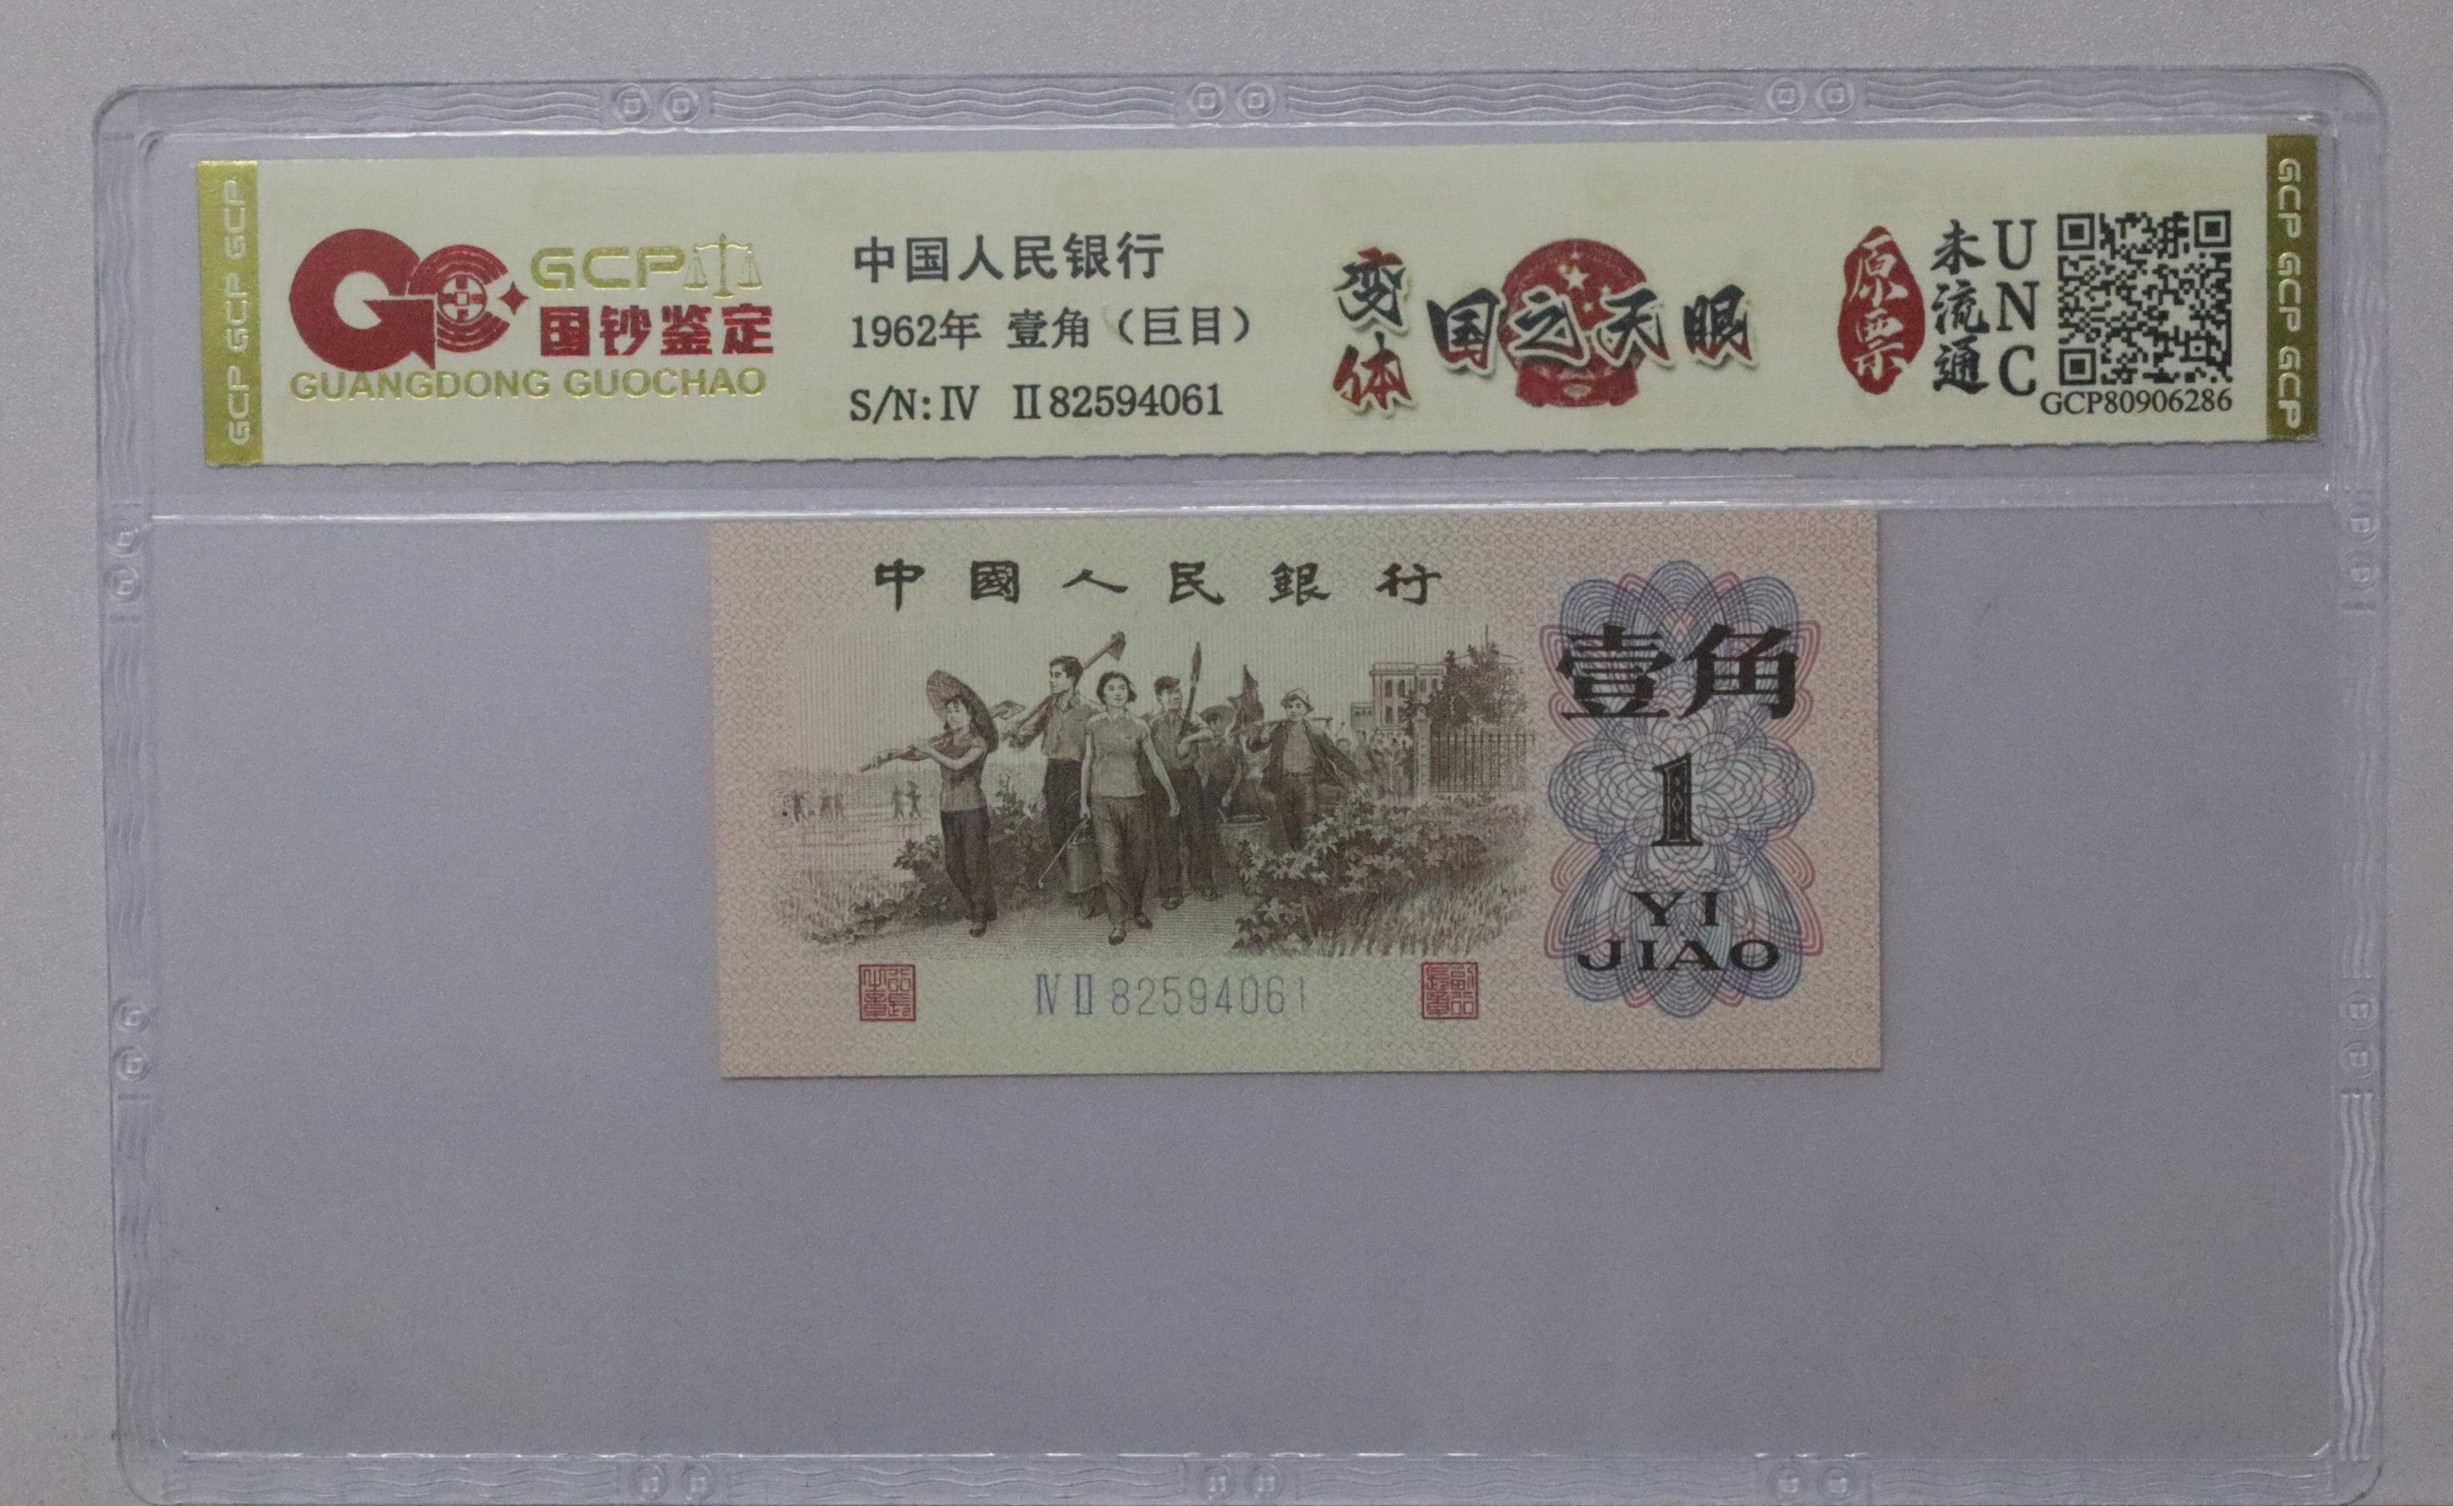 GCP GCP GCP
GCP
国钞鉴定
GUANGDONG GUOCHAO
中国人民银行
1962年 壹角（巨目）
S/N:IV II82594061
变体
国之天眼
原票
未流通
UNC
GCP80906286
GCP GCP GCP
中國人民銀行
壹角
1
YI
JIAO
IV II 82594061